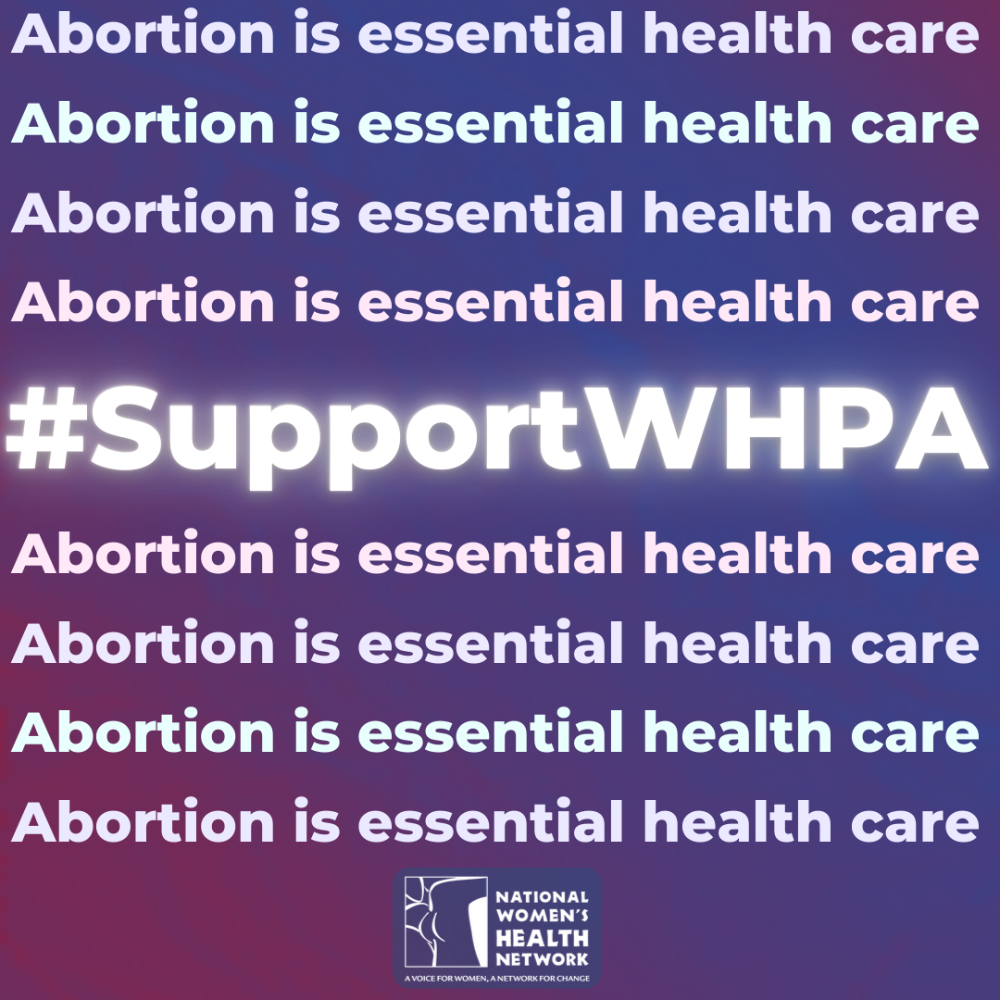 Abortion is essential health care
Abortion is essential health care
Abortion is essential health care
Abortion is essential health care
#SupportWHPA
Abortion is essential health care
Abortion is essential health care
Abortion is essential health care
Abortion is essential health care
NATIONAL
WOMEN'S
HEALTH
NETWORK
A VOICE FOR WOMEN, A NETWORK FOR CHANGE